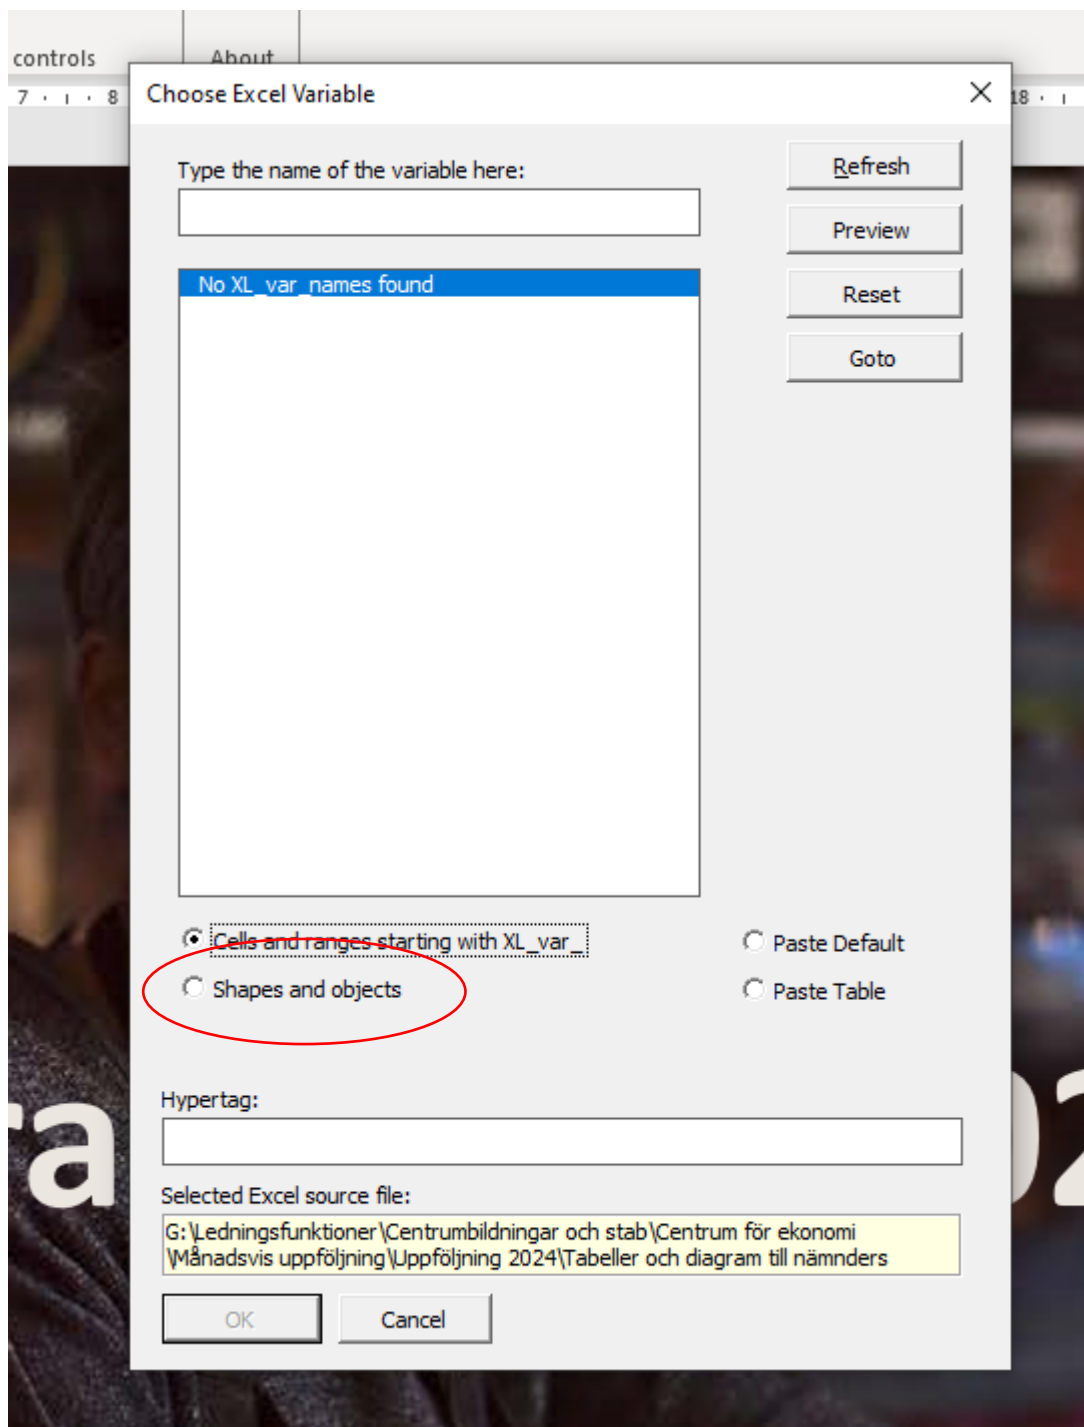 controls
About
7 · ı · 8
18 · ı
Choose Excel Variable
Type the name of the variable here:
Refresh
Preview
No XL_var_names found
Reset
Goto
Cells and ranges starting with XL_var_
Paste Default
Shapes and objects
Paste Table
Hypertag:
ra
02
Selected Excel source file:
G:\Ledningsfunktioner\Centrumbildningar och stab\Centrum för ekonomi
\Månadsvis uppföljning\Uppföljning 2024\Tabeller och diagram till nämnders
OK
Cancel